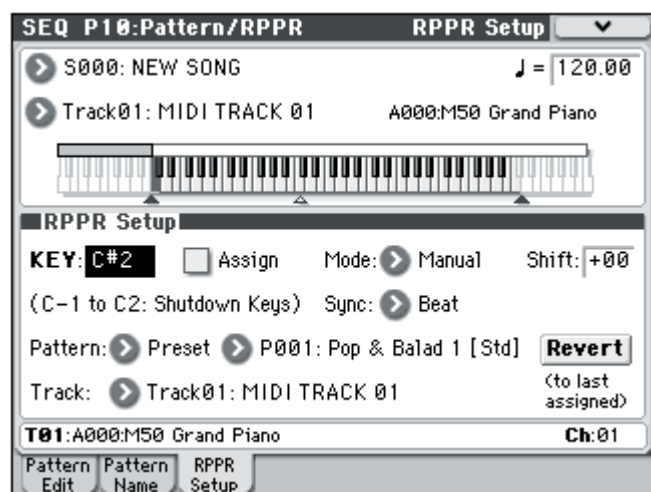 SEQ P10:Pattern/RPPR RPPR Setup
S000: NEW SONG ♩ = 120.00
Track01: MIDI TRACK 01 A000:M50 Grand Piano
RPPR Setup
KEY: C#2 Assign Mode: Manual Shift: +00
(C-1 to C2: Shutdown Keys) Sync: Beat
Pattern: Preset P001: Pop & Balad 1 [Std] Revert
Track: Track01: MIDI TRACK 01 (to last
assigned)
T01:A000:M50 Grand Piano Ch:01
Pattern Edit Pattern Name RPPR Setup